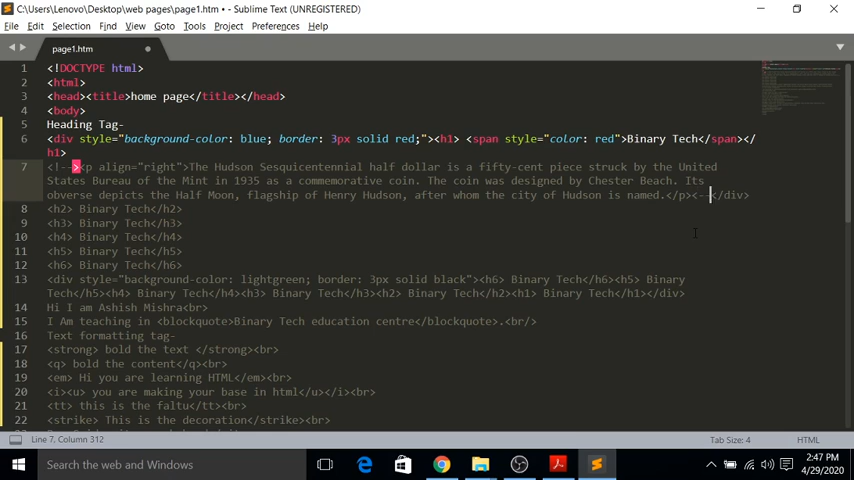 C:\Users\Lenovo\Desktop\web pages\page1.htm • - Sublime Text (UNREGISTERED)
File Edit Selection Find View Goto Tools Project Preferences Help
page1.htm
1 <!DOCTYPE html>
2 <html>
3 <head><title>home page</title></head>
4 <body>
5 Heading Tag-
6 <div style="background-color: blue; border: 3px solid red;"><h1> <span style="color: red">Binary Tech</span></
h1>
7 <!--><p align="right">The Hudson Sesquicentennial half dollar is a fifty-cent piece struck by the United
States Bureau of the Mint in 1935 as a commemorative coin. The coin was designed by Chester Beach. Its
obverse depicts the Half Moon, flagship of Henry Hudson, after whom the city of Hudson is named.</p><--</div>
8 <h2> Binary Tech</h2>
9 <h3> Binary Tech</h3>
10 <h4> Binary Tech</h4>
11 <h5> Binary Tech</h5>
12 <h6> Binary Tech</h6>
13 <div style="background-color: lightgreen; border: 3px solid black"><h6> Binary Tech</h6><h5> Binary
Tech</h5><h4> Binary Tech</h4><h3> Binary Tech</h3><h2> Binary Tech</h2><h1> Binary Tech</h1></div>
14 Hi I am Ashish Mishra<br>
15 I Am teaching in <blockquote>Binary Tech education centre</blockquote>.<br/>
16 Text formatting tag-
17 <strong> bold the text </strong><br>
18 <q> bold the content</q><br>
19 <em> Hi you are learning HTML</em><br>
20 <i><u> you are making your base in html</u></i><br>
21 <tt> this is the faltu</tt><br>
22 <strike> This is the decoration</strike><br>
Line 7, Column 312
Tab Size: 4
HTML
Search the web and Windows
2:47 PM
4/29/2020